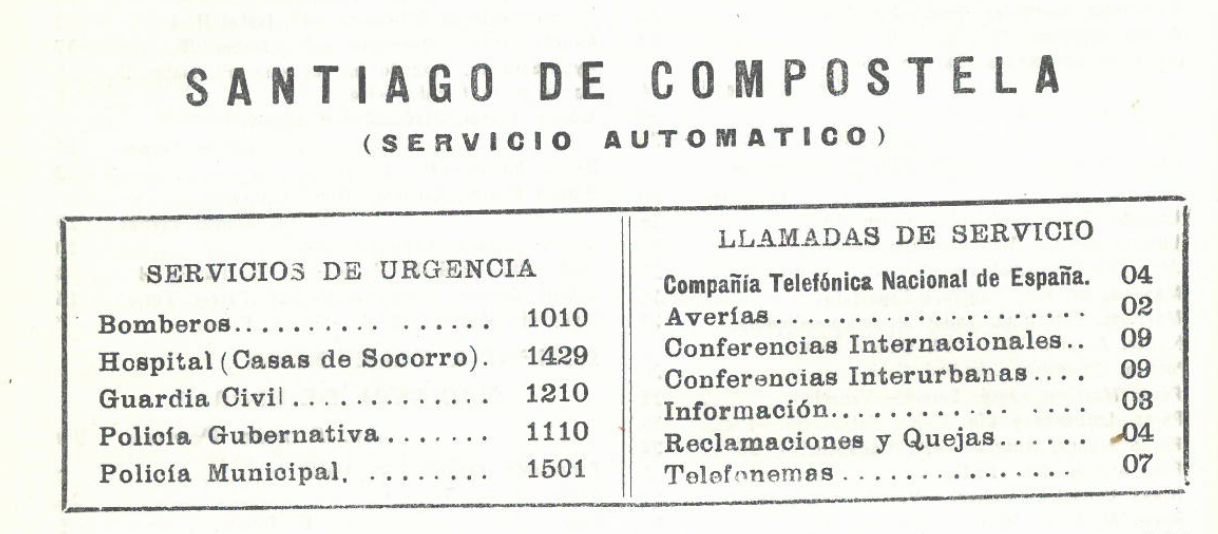 SANTIAGO DE COMPOSTELA
(SERVICIO AUTOMATICO)
SERVICIOS DE URGENCIA
Bomberos.......... ...... 1010
Hospital (Casas de Socorro). 1429
Guardia Civil ............ 1210
Policía Gubernativa....... 1110
Policía Municipal. ........ 1501
LLAMADAS DE SERVICIO
Compañía Telefónica Nacional de España. 04
Averías.................... 02
Conferencias Internacionales.. 09
Conferencias Interurbanas.... 09
Información............... 03
Reclamaciones y Quejas...... 04
Telefonemas.............. 07